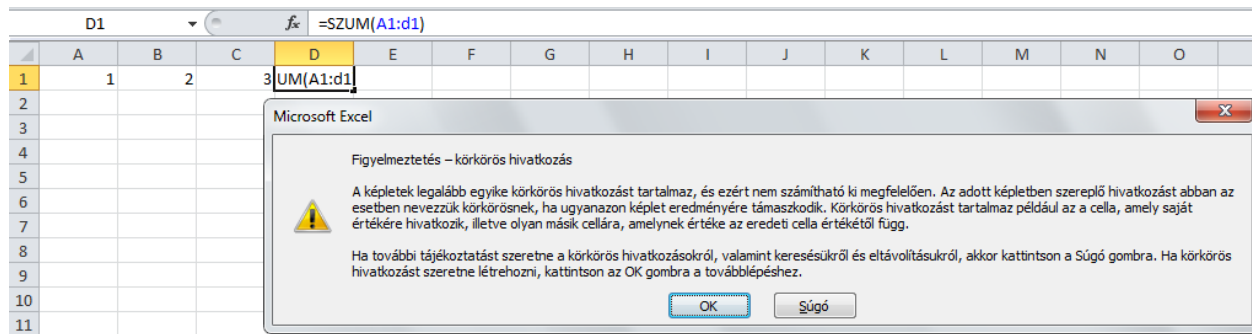 D1 fx =SZUM(A1:d1)
A B C D E F G H I J K L M N O
1 1 2 3 UM(A1:d1
2
Microsoft Excel
3
4
Figyelmeztetés – körkörös hivatkozás
5
A képletek legalább egyike körkörös hivatkozást tartalmaz, és ezért nem számítható ki megfelelően. Az adott képletben szereplő hivatkozást abban az
6
esetben nevezzük körkörösnek, ha ugyanazon képlet eredményére támaszkodik. Körkörös hivatkozást tartalmaz például az a cella, amely saját
7
értékére hivatkozik, illetve olyan másik cellára, amelynek értéke az eredeti cella értékétől függ.
8
Ha további tájékoztatást szeretne a körkörös hivatkozásokról, valamint keresésükről és eltávolításukról, akkor kattintson a Súgó gombra. Ha körkörös
9
hivatkozást szeretne létrehozni, kattintson az OK gombra a továbblépéshez.
10
OK Súgó
11